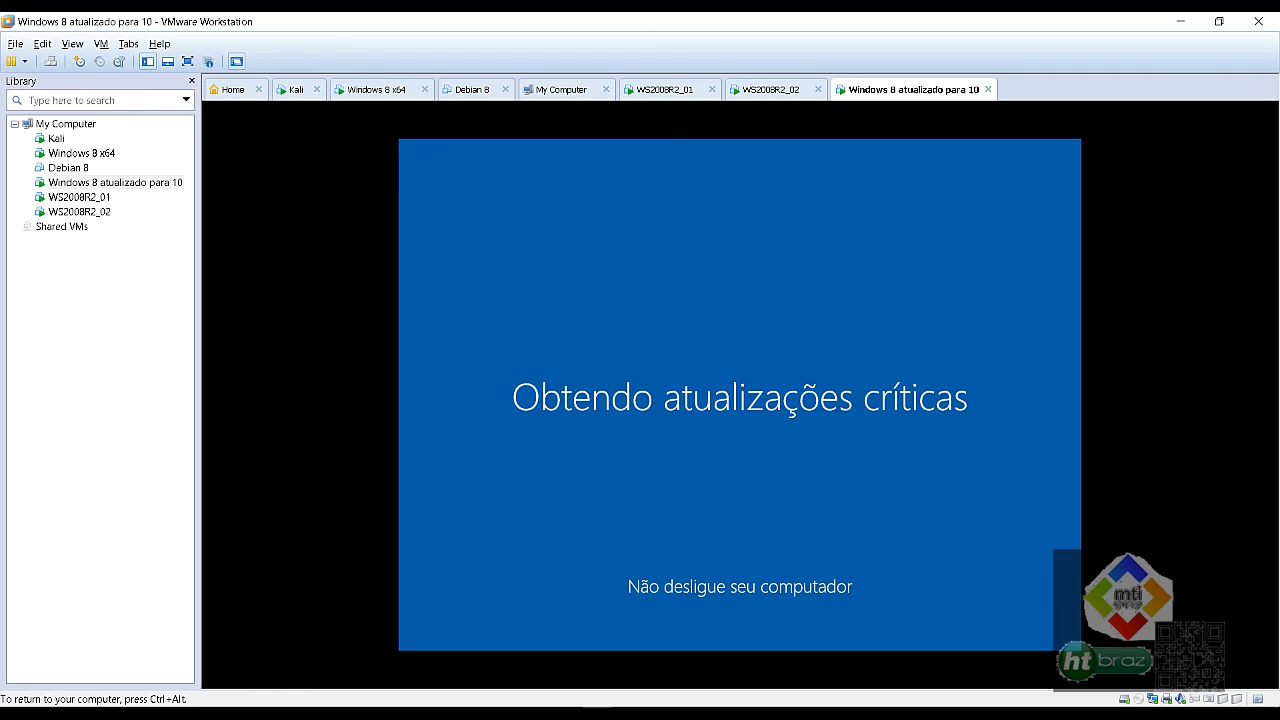 Windows 8 atualizado para 10 - VMware Workstation
File Edit View VM Tabs Help
Library
Type here to search
My Computer
Kali
Windows 8 x64
Debian 8
Windows 8 atualizado para 10
WS2008R2_01
WS2008R2_02
Shared VMs
Home Kali Windows 8 x64 Debian 8 My Computer WS2008R2_01 WS2008R2_02 Windows 8 atualizado para 10
Obtendo atualizações críticas
Não desligue seu computador
mti
ht braz
To return to your computer, press Ctrl+Alt.